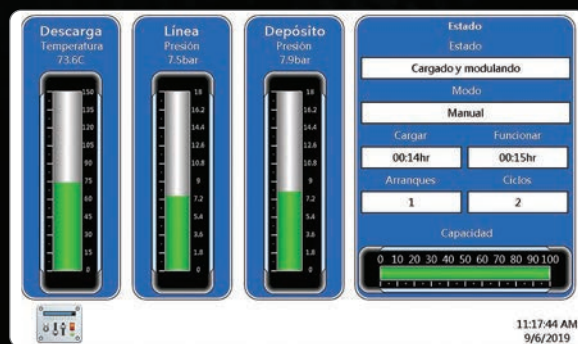 Descarga
Temperatura
73.6C
150
135
120
105
90
75
60
45
30
15
0
Línea
Presión
7.5bar
18
16.2
14.4
12.6
10.8
9
7.2
5.4
3.6
1.8
0
Depósito
Presión
7.9bar
18
16.2
14.4
12.6
10.8
9
7.2
5.4
3.6
1.8
0
Estado
Estado
Cargado y modulando
Modo
Manual
Cargar Funcionar
00:14hr 00:15hr
Arranques Ciclos
1 2
Capacidad
0 10 20 30 40 50 60 70 80 90 100
11:17:44 AM
9/6/2019